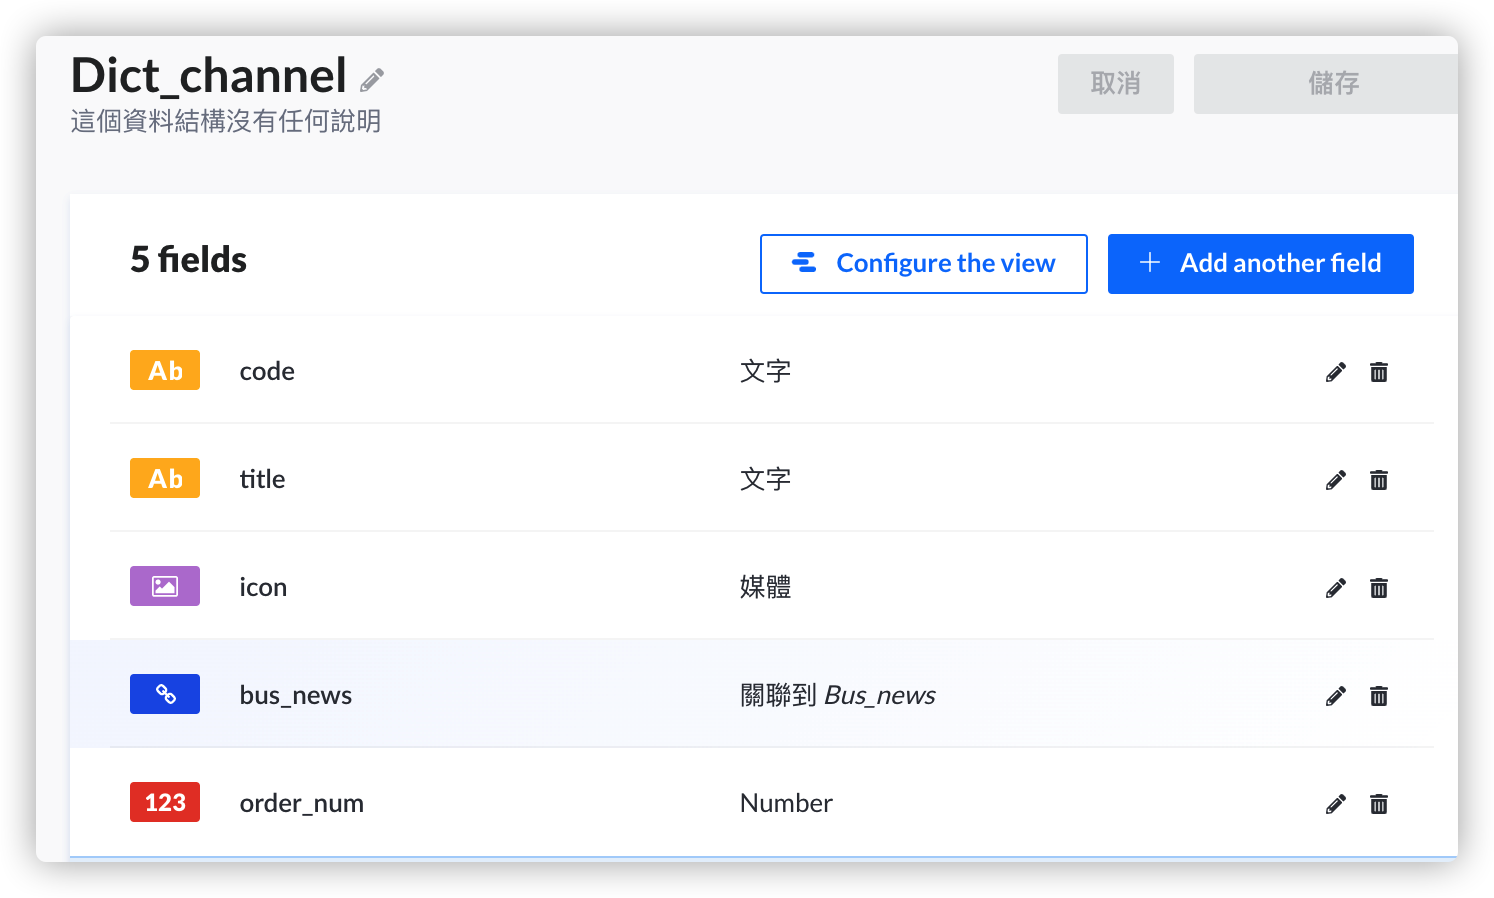 Dict_channel
這個資料結構沒有任何說明
取消
儲存
5 fields
Configure the view
Add another field
Ab code 文字
Ab title 文字
icon 媒體
bus_news 關聯到 Bus_news
123 order_num Number